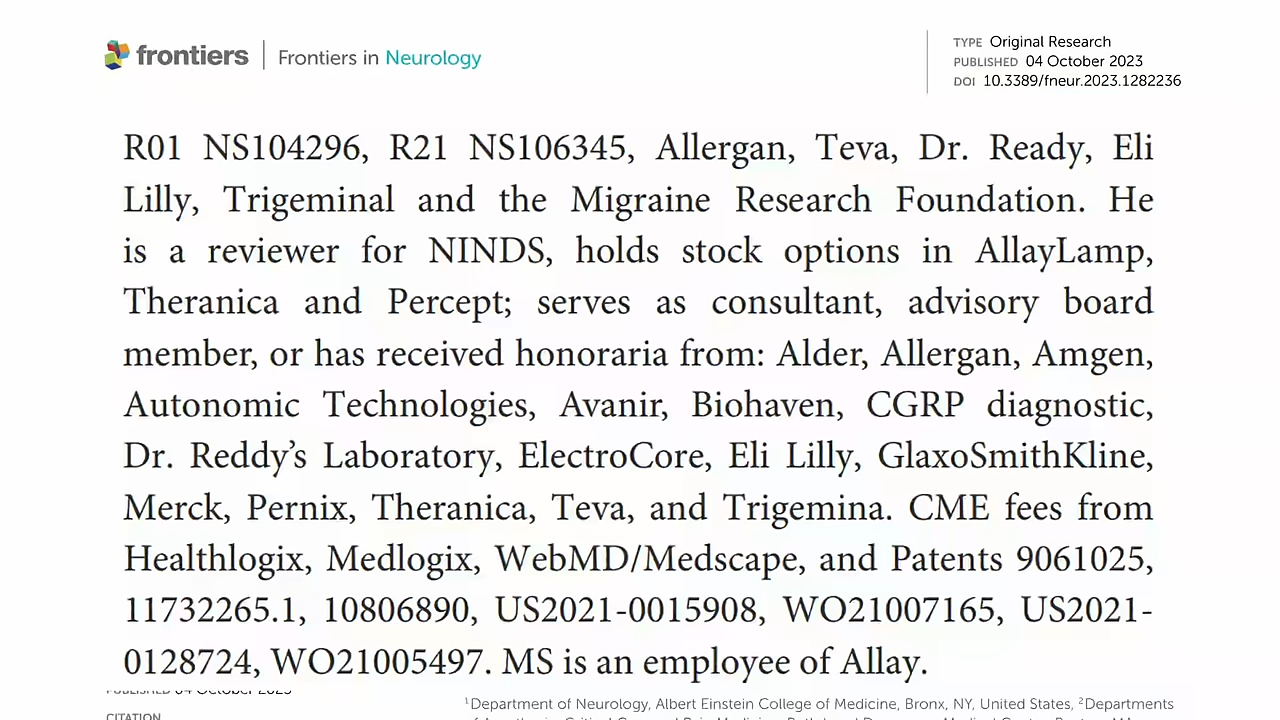 frontiers | Frontiers in Neurology
TYPE Original Research
PUBLISHED 04 October 2023
DOI 10.3389/fneur.2023.1282236
R01 NS104296, R21 NS106345, Allergan, Teva, Dr. Ready, Eli
Lilly, Trigeminal and the Migraine Research Foundation. He
is a reviewer for NINDS, holds stock options in AllayLamp,
Theranica and Percept; serves as consultant, advisory board
member, or has received honoraria from: Alder, Allergan, Amgen,
Autonomic Technologies, Avanir, Biohaven, CGRP diagnostic,
Dr. Reddy’s Laboratory, ElectroCore, Eli Lilly, GlaxoSmithKline,
Merck, Pernix, Theranica, Teva, and Trigemina. CME fees from
Healthlogix, Medlogix, WebMD/Medscape, and Patents 9061025,
11732265.1, 10806890, US2021-0015908, WO21007165, US2021-
0128724, WO21005497. MS is an employee of Allay.
PUBLISHED 04 October 2023
CITATION
¹Department of Neurology, Albert Einstein College of Medicine, Bronx, NY, United States, ²Departments